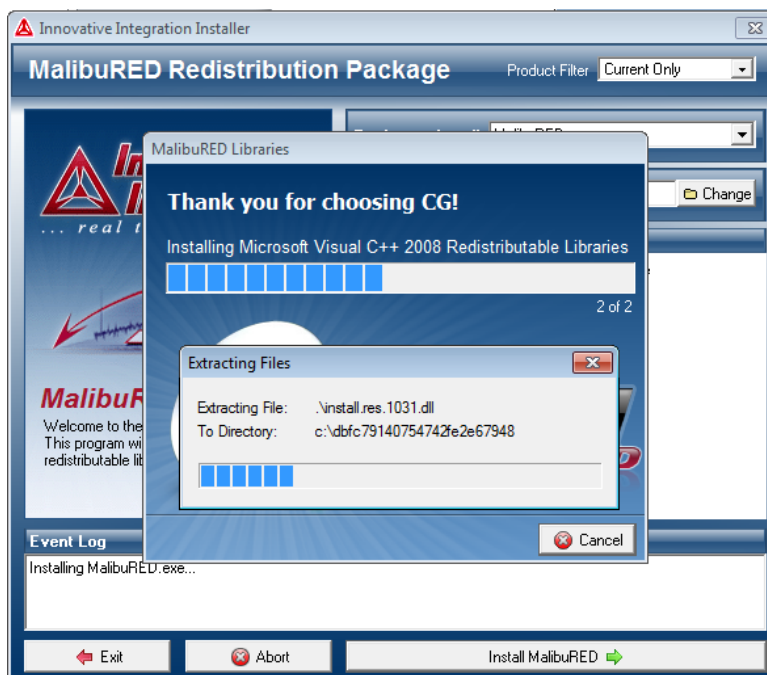 Innovative Integration Installer
MalibuRED Redistribution Package
Product Filter
Current Only
MalibuRED Libraries
Thank you for choosing CG!
Installing Microsoft Visual C++ 2008 Redistributable Libraries
2 of 2
Change
... real t
Extracting Files
Extracting File: .\install.res.1031.dll
To Directory: c:\dbfc79140754742fe2e67948
MalibuR
Welcome to the
This program wi
redistributable lib
Cancel
Event Log
Installing MalibuRED.exe...
Exit
Abort
Install MalibuRED